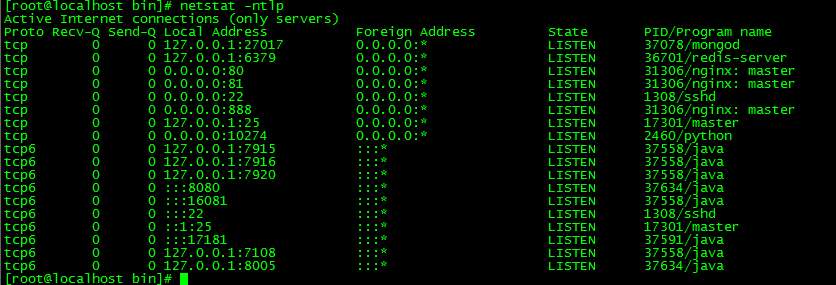 [root@localhost bin]# netstat -ntlp
Active Internet connections (only servers)
Proto Recv-Q Send-Q Local Address           Foreign Address         State       PID/Program name
tcp        0      0 127.0.0.1:27017         0.0.0.0:*               LISTEN      37078/mongod
tcp        0      0 127.0.0.1:6379          0.0.0.0:*               LISTEN      36701/redis-server
tcp        0      0 0.0.0.0:80              0.0.0.0:*               LISTEN      31306/nginx: master
tcp        0      0 0.0.0.0:81              0.0.0.0:*               LISTEN      31306/nginx: master
tcp        0      0 0.0.0.0:22              0.0.0.0:*               LISTEN      1308/sshd
tcp        0      0 0.0.0.0:888             0.0.0.0:*               LISTEN      31306/nginx: master
tcp        0      0 127.0.0.1:25            0.0.0.0:*               LISTEN      17301/master
tcp        0      0 0.0.0.0:10274           0.0.0.0:*               LISTEN      2460/python
tcp6       0      0 127.0.0.1:7915          :::*                    LISTEN      37558/java
tcp6       0      0 127.0.0.1:7916          :::*                    LISTEN      37558/java
tcp6       0      0 127.0.0.1:7920          :::*                    LISTEN      37558/java
tcp6       0      0 :::8080                 :::*                    LISTEN      37634/java
tcp6       0      0 :::16081                :::*                    LISTEN      37558/java
tcp6       0      0 :::22                   :::*                    LISTEN      1308/sshd
tcp6       0      0 ::1:25                  :::*                    LISTEN      17301/master
tcp6       0      0 :::17181                :::*                    LISTEN      37591/java
tcp6       0      0 127.0.0.1:7108          :::*                    LISTEN      37558/java
tcp6       0      0 127.0.0.1:8005          :::*                    LISTEN      37634/java
[root@localhost bin]#